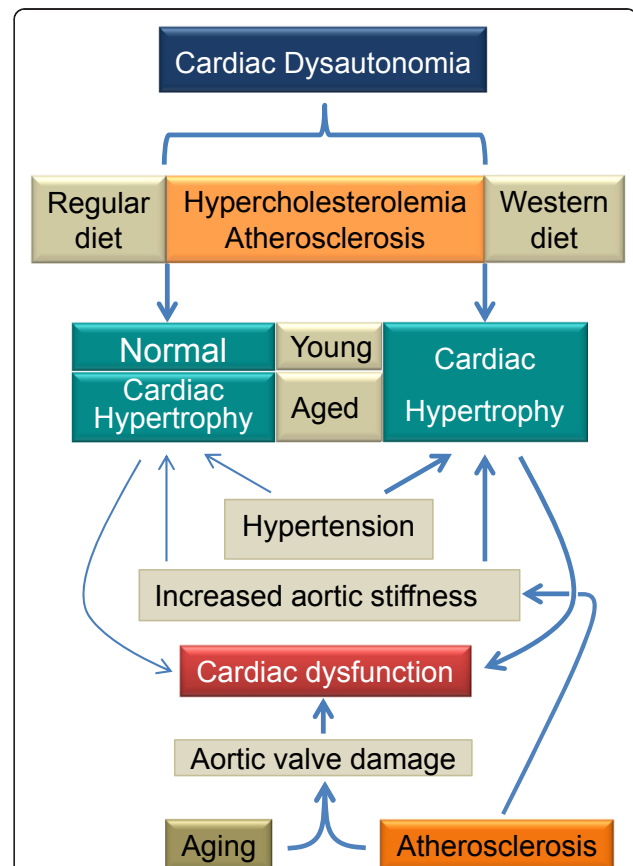 Cardiac Dysautonomia
Regular
diet
Hypercholesterolemia
Atherosclerosis
Western
diet
Normal
Young
Cardiac
Hypertrophy
Cardiac
Hypertrophy
Aged
Hypertension
Increased aortic stiffness
Cardiac dysfunction
Aortic valve damage
Aging
Atherosclerosis